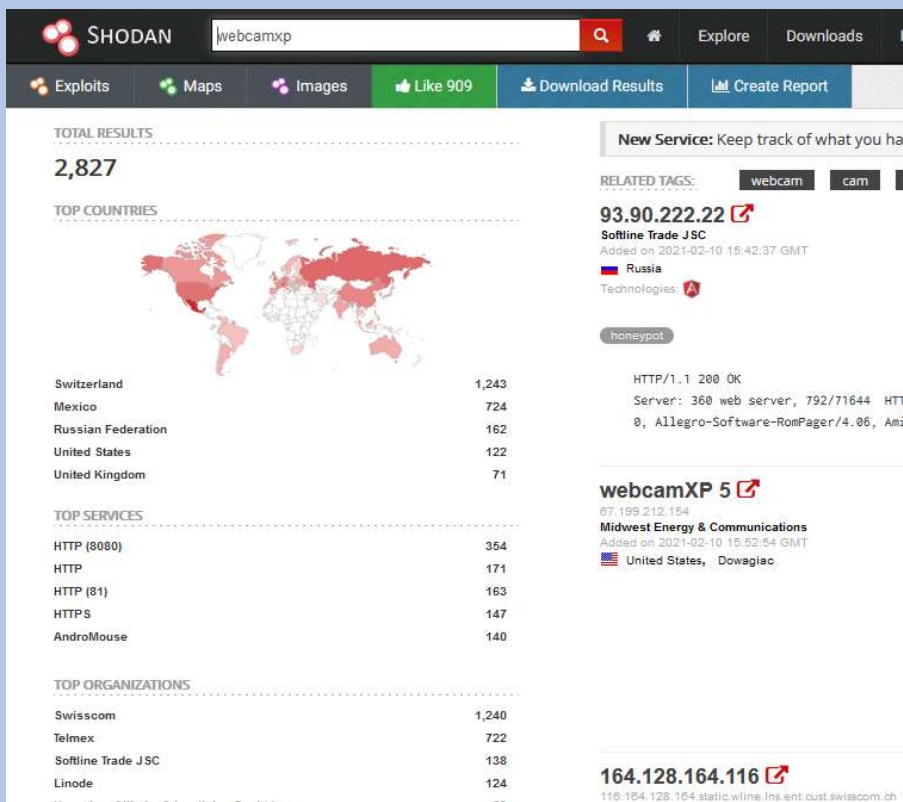 SHODAN
webcamxp
Explore
Downloads
Exploits
Maps
Images
Like 909
Download Results
Create Report
TOTAL RESULTS
2,827
TOP COUNTRIES
Switzerland 1,243
Mexico 724
Russian Federation 162
United States 122
United Kingdom 71
TOP SERVICES
HTTP (8080) 354
HTTP 171
HTTP (81) 163
HTTPS 147
AndroMouse 140
TOP ORGANIZATIONS
Swisscom 1,240
Telmex 722
Softline Trade JSC 138
Linode 124
New Service: Keep track of what you ha
RELATED TAGS: webcam cam
93.90.222.22
Softline Trade JSC
Added on 2021-02-10 15:42:37 GMT
Russia
Technologies:
honeypot
HTTP/1.1 200 OK
Server: 360 web server, 792/71644 HTT
0, Allegro-Software-RomPager/4.06, Ami
webcamXP 5
67.199.212.154
Midwest Energy & Communications
Added on 2021-02-10 15:52:54 GMT
United States, Dowagiac
164.128.164.116
116.164.128.164.static.wline.lns.ent.cust.swisscom.ch